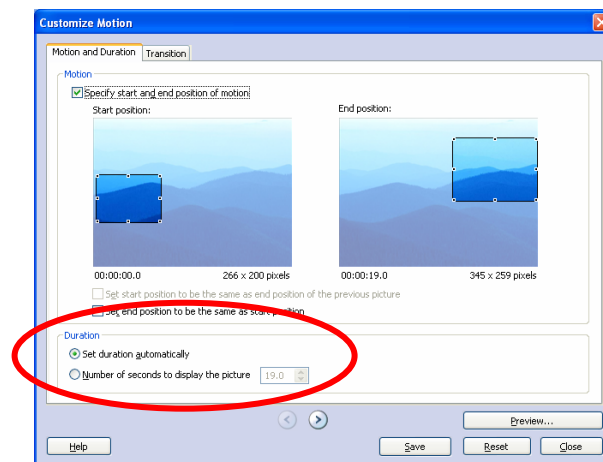 Customize Motion
Motion and Duration Transition
Motion
Specify start and end position of motion
Start position: End position:
00:00:00.0 266 x 200 pixels 00:00:19.0 345 x 259 pixels
Set start position to be the same as end position of the previous picture
Set end position to be the same as start position
Duration
Set duration automatically
Number of seconds to display the picture 19.0
Preview...
Help Save Reset Close